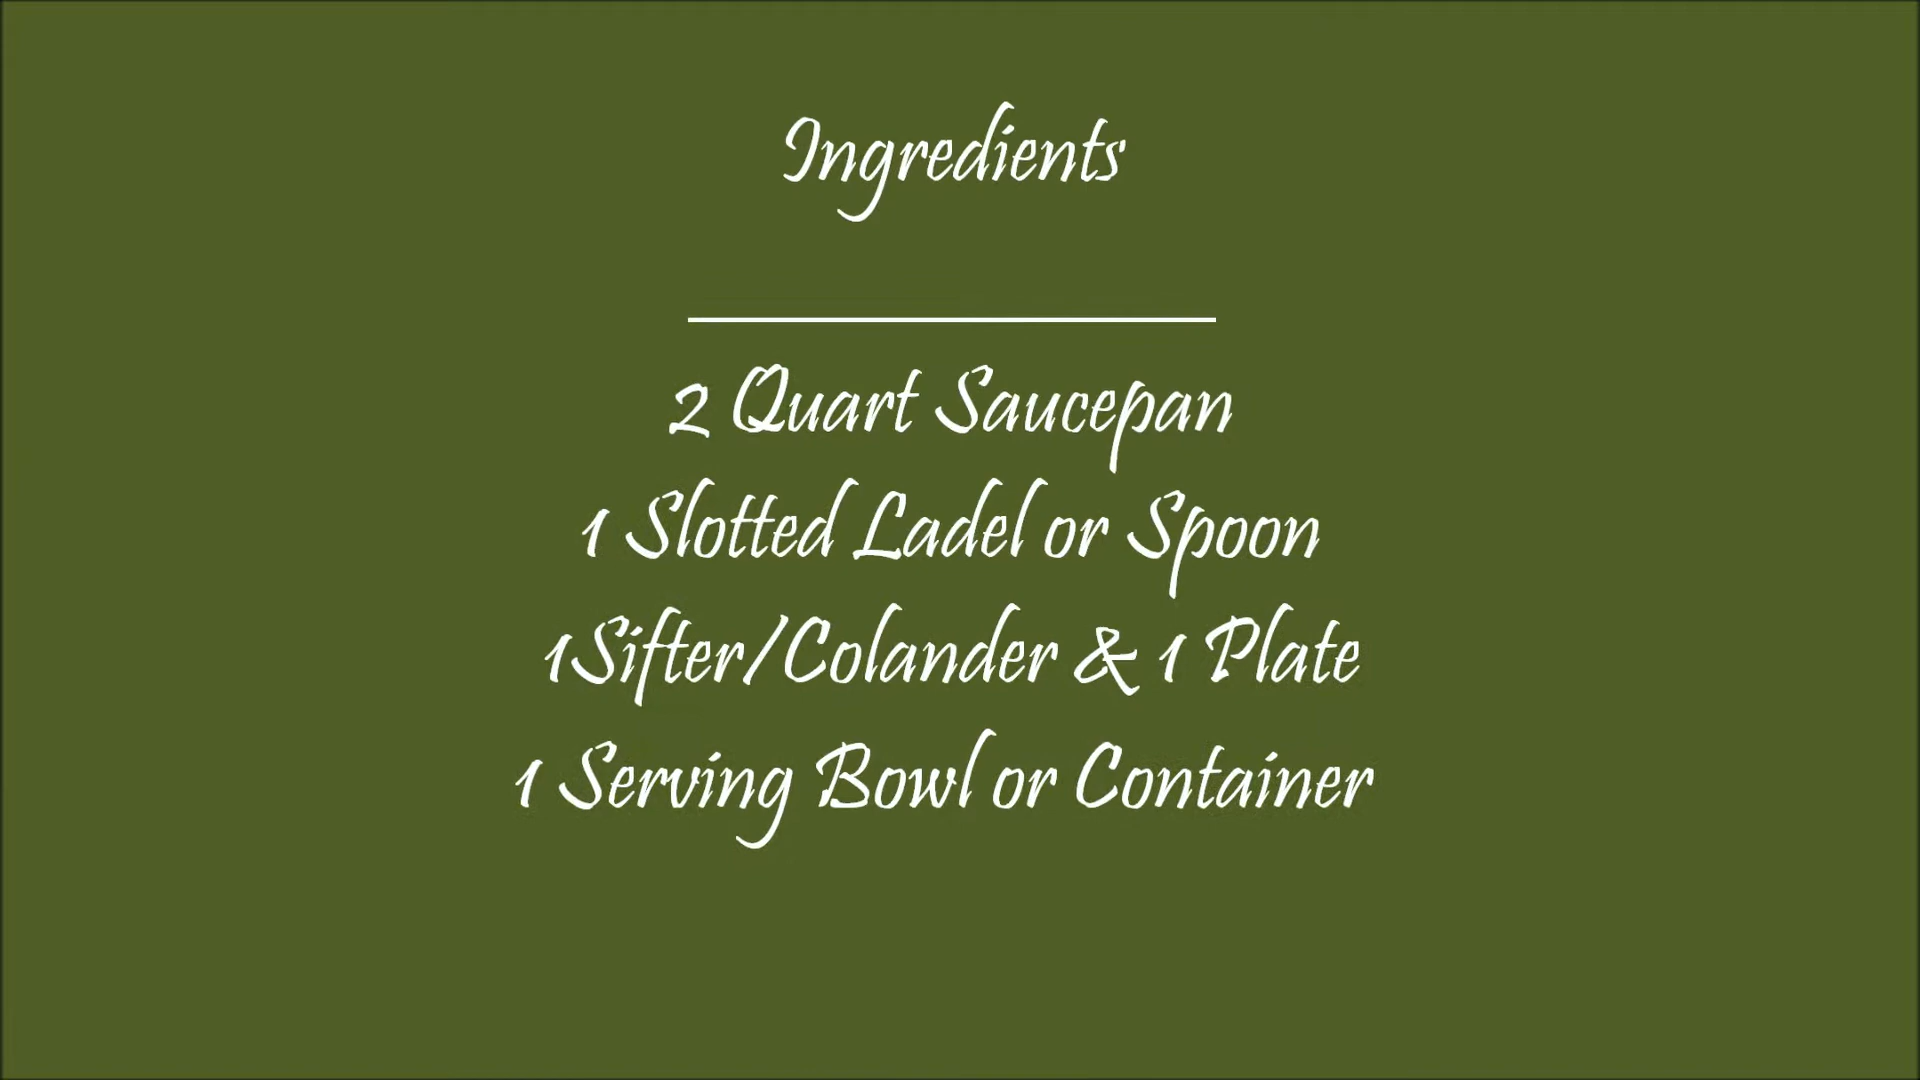 Ingredients
2 Quart Saucepan
1 Slotted Ladel or Spoon
1Sifter/Colander & 1 Plate
1 Serving Bowl or Container